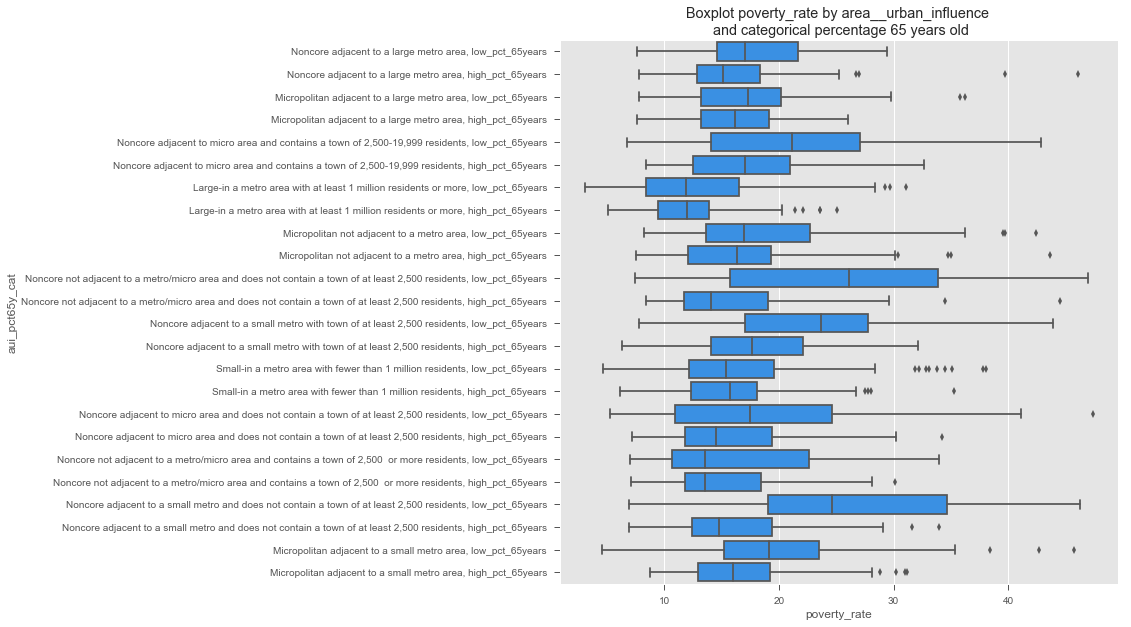 Boxplot poverty_rate by area__urban_influence
and categorical percentage 65 years old
Noncore adjacent to a large metro area, low_pct_65years
Noncore adjacent to a large metro area, high_pct_65years
Micropolitan adjacent to a large metro area, low_pct_65years
Micropolitan adjacent to a large metro area, high_pct_65years
Noncore adjacent to micro area and contains a town of 2,500-19,999 residents, low_pct_65years
Noncore adjacent to micro area and contains a town of 2,500-19,999 residents, high_pct_65years
Large-in a metro area with at least 1 million residents or more, low_pct_65years
Large-in a metro area with at least 1 million residents or more, high_pct_65years
Micropolitan not adjacent to a metro area, low_pct_65years
Micropolitan not adjacent to a metro area, high_pct_65years
Noncore not adjacent to a metro/micro area and does not contain a town of at least 2,500 residents, low_pct_65years
Noncore not adjacent to a metro/micro area and does not contain a town of at least 2,500 residents, high_pct_65years
Noncore adjacent to a small metro with town of at least 2,500 residents, low_pct_65years
Noncore adjacent to a small metro with town of at least 2,500 residents, high_pct_65years
Small-in a metro area with fewer than 1 million residents, low_pct_65years
Small-in a metro area with fewer than 1 million residents, high_pct_65years
Noncore adjacent to micro area and does not contain a town of at least 2,500 residents, low_pct_65years
Noncore adjacent to micro area and does not contain a town of at least 2,500 residents, high_pct_65years
Noncore not adjacent to a metro/micro area and contains a town of 2,500  or more residents, low_pct_65years
Noncore not adjacent to a metro/micro area and contains a town of 2,500  or more residents, high_pct_65years
Noncore adjacent to a small metro and does not contain a town of at least 2,500 residents, low_pct_65years
Noncore adjacent to a small metro and does not contain a town of at least 2,500 residents, high_pct_65years
Micropolitan adjacent to a small metro area, low_pct_65years
Micropolitan adjacent to a small metro area, high_pct_65years
aui_pct65y_cat
10 20 30 40
poverty_rate